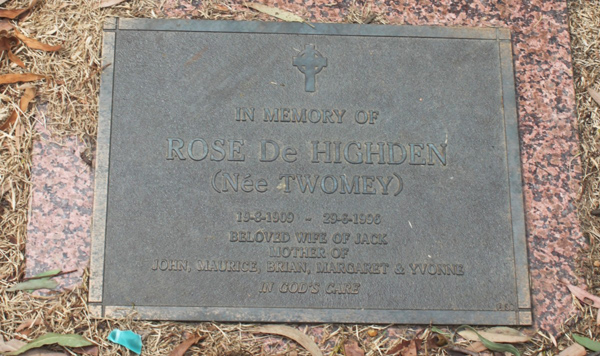 IN MEMORY OF
ROSE De HIGHDEN
(Née TWOMEY)
BELOVED WIFE OF JACK
MOTHER OF
JOHN, MAURICE, BRIAN, MARGARET & YVONNE
IN GOD'S CARE